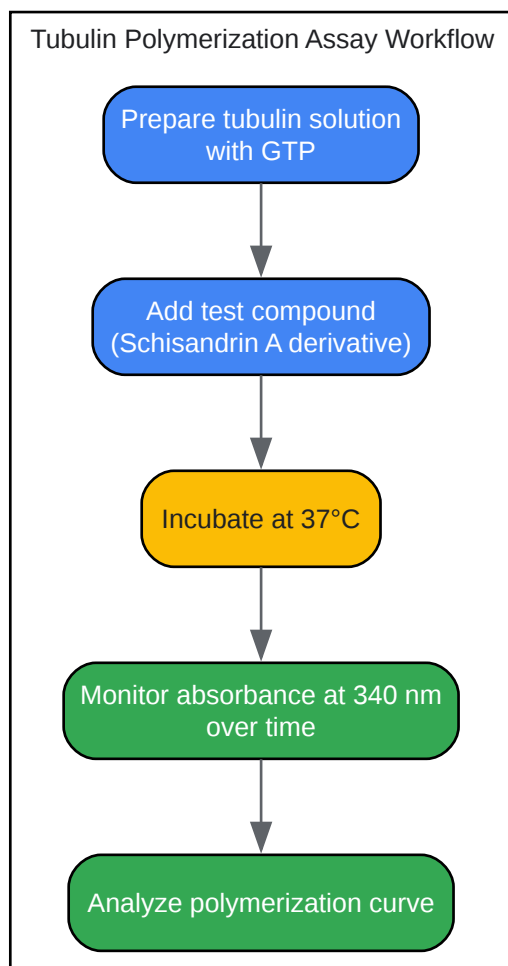 Tubulin Polymerization Assay Workflow
Prepare tubulin solution
with GTP
Add test compound
(Schisandrin A derivative)
Incubate at 37°C
Monitor absorbance at 340 nm
over time
Analyze polymerization curve